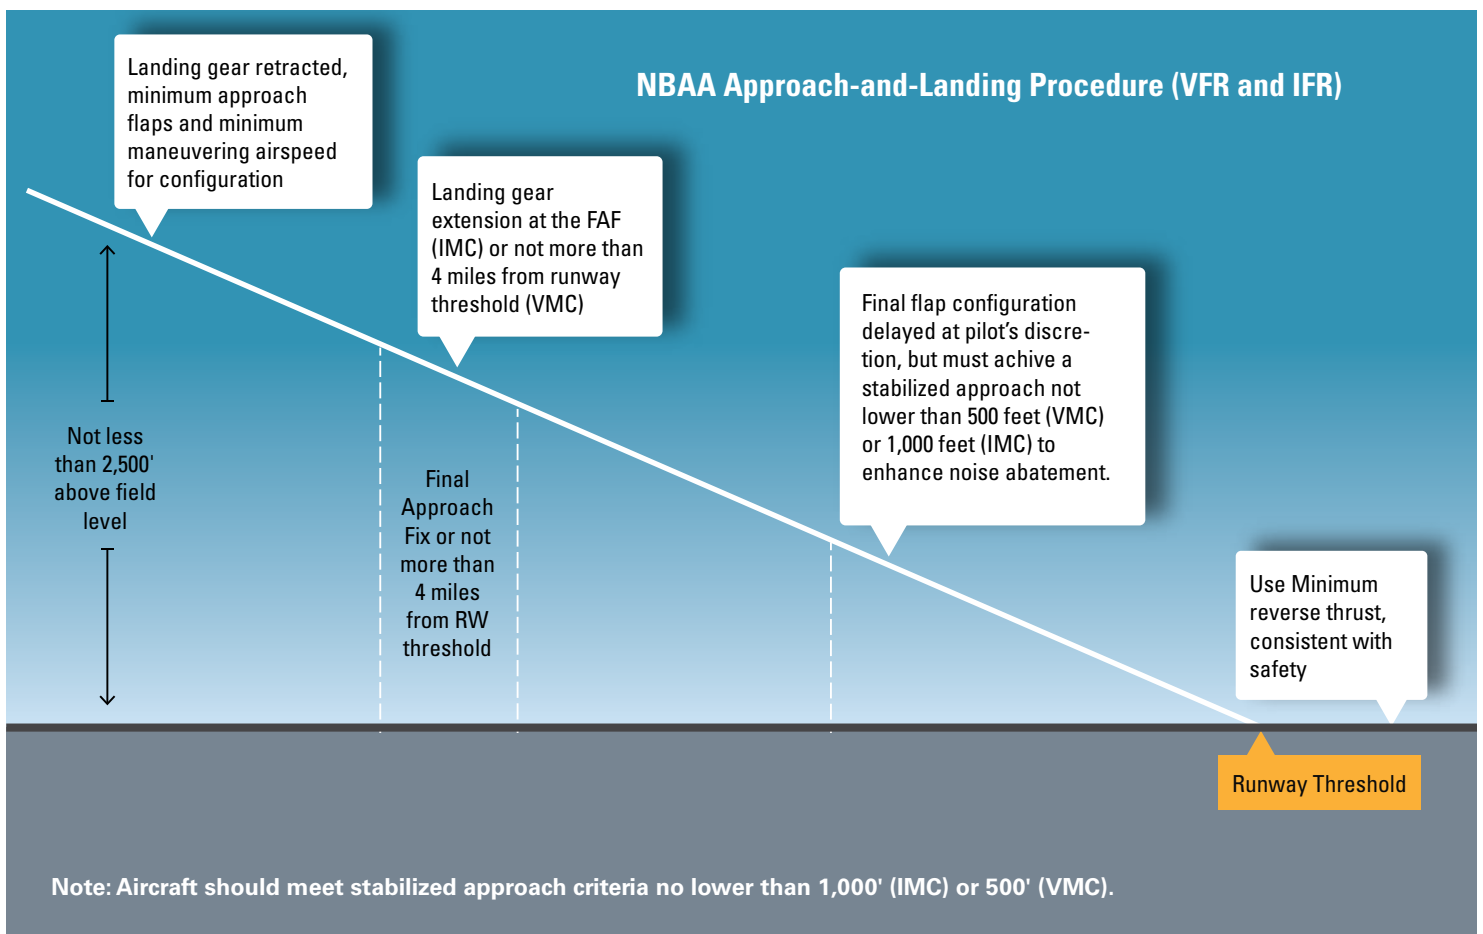 NBAA Approach-and-Landing Procedure (VFR and IFR)
Landing gear retracted,
minimum approach
flaps and minimum
maneuvering airspeed
for configuration
Landing gear
extension at the FAF
(IMC) or not more than
4 miles from runway
threshold (VMC)
Final flap configuration
delayed at pilot’s discre-
tion, but must achive a
stabilized approach not
lower than 500 feet (VMC)
or 1,000 feet (IMC) to
enhance noise abatement.
Not less
than 2,500'
above field
level
Final
Approach
Fix or not
more than
4 miles
from RW
threshold
Use Minimum
reverse thrust,
consistent with
safety
Runway Threshold
Note: Aircraft should meet stabilized approach criteria no lower than 1,000' (IMC) or 500' (VMC).